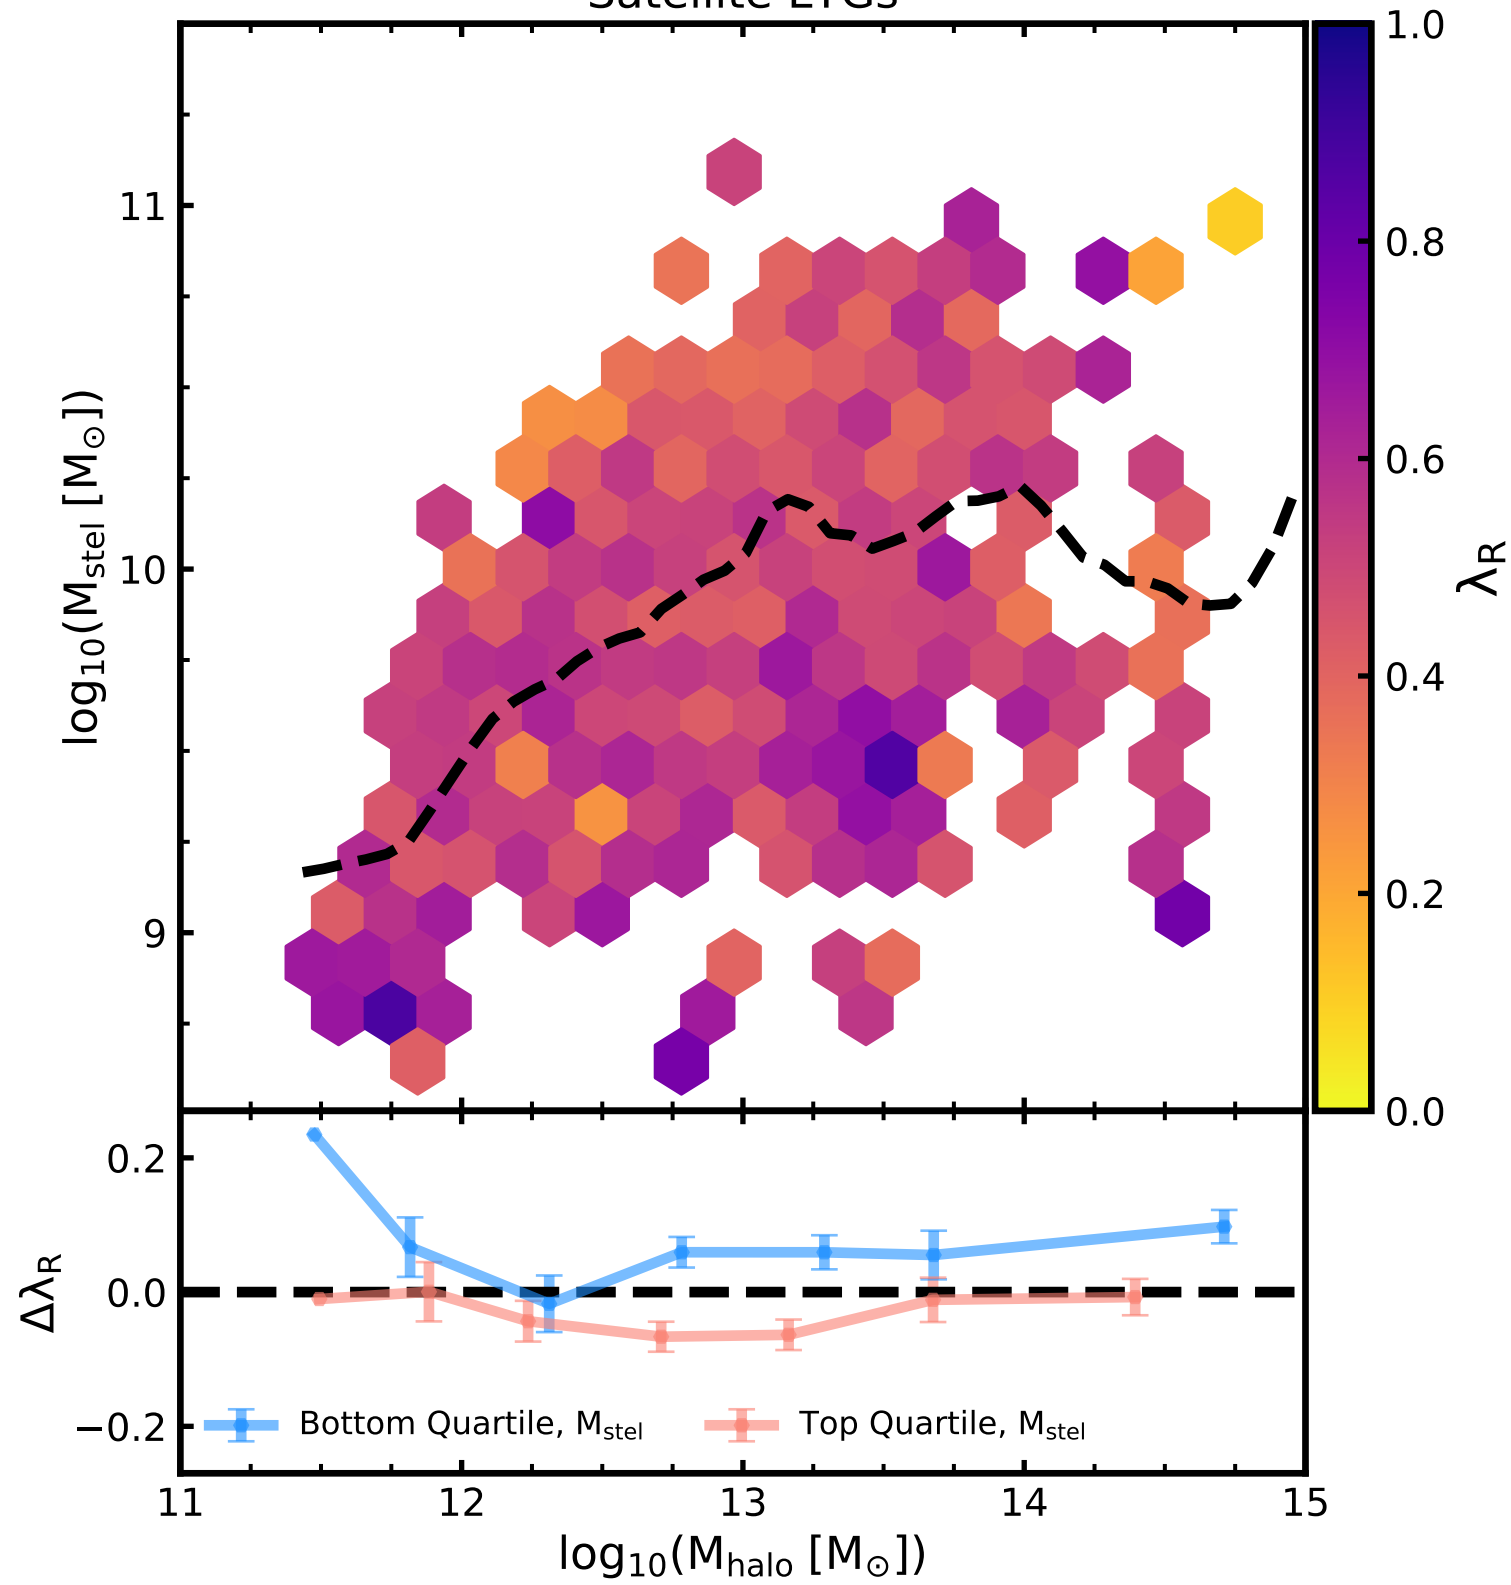 Satellite ETGs
1.0
0.8
0.6
0.4
0.2
0.0
λR
11
10
9
log10(Mstel [M⊙])
0.2
0.0
−0.2
ΔλR
Bottom Quartile, Mstel
Top Quartile, Mstel
11 12 13 14 15
log10(Mhalo [M⊙])